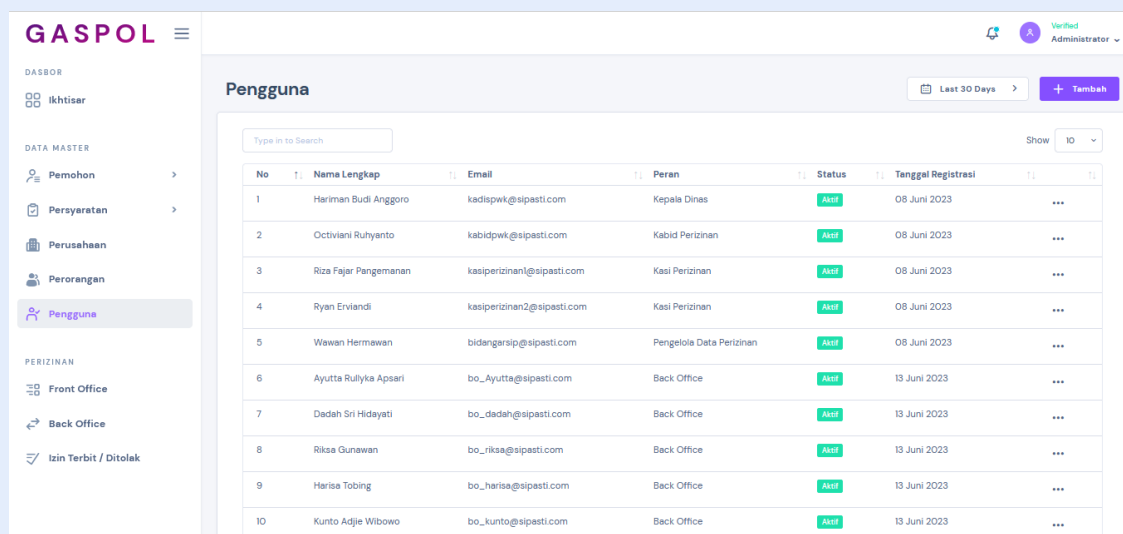 GASPOL
Verified
Administrator
DASBOR
Ikhtisar
DATA MASTER
Pemohon
Persyaratan
Perusahaan
Perorangan
Pengguna
PERIZINAN
Front Office
Back Office
Izin Terbit / Ditolak
Pengguna
Last 30 Days
+ Tambah
Type in to Search
Show 10
No Nama Lengkap Email Peran Status Tanggal Registrasi
1 Hariman Budi Anggoro kadispwk@sipasti.com Kepala Dinas Aktif 08 Juni 2023 ...
2 Octiviani Ruhyanto kabidpwk@sipasti.com Kabid Perizinan Aktif 08 Juni 2023 ...
3 Riza Fajar Pangemanan kasiperizinan1@sipasti.com Kasi Perizinan Aktif 08 Juni 2023 ...
4 Ryan Erviandi kasiperizinan2@sipasti.com Kasi Perizinan Aktif 08 Juni 2023 ...
5 Wawan Hermawan bidangarsip@sipasti.com Pengelola Data Perizinan Aktif 08 Juni 2023 ...
6 Ayutta Rullyka Apsari bo_Ayutta@sipasti.com Back Office Aktif 13 Juni 2023 ...
7 Dadah Sri Hidayati bo_dadah@sipasti.com Back Office Aktif 13 Juni 2023 ...
8 Riksa Gunawan bo_riksa@sipasti.com Back Office Aktif 13 Juni 2023 ...
9 Harisa Tobing bo_harisa@sipasti.com Back Office Aktif 13 Juni 2023 ...
10 Kunto Adjie Wibowo bo_kunto@sipasti.com Back Office Aktif 13 Juni 2023 ...